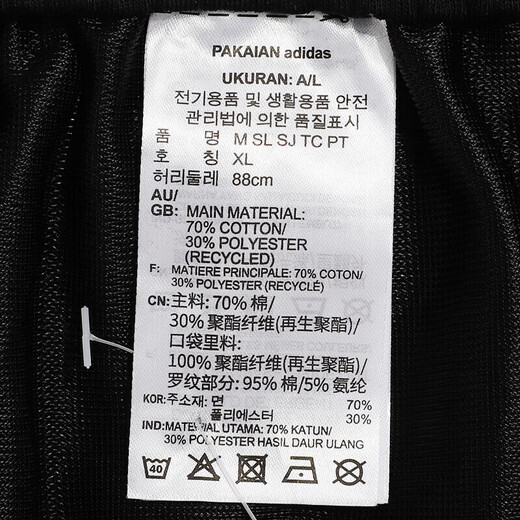 PAKAIAN adidas
UKURAN: A/L
전기용품 및 생활용품 안전
관리법에 의한 품질표시
품 명 M SL SJ TC PT
호 칭 XL
허리둘레 88cm
AU/
GB: MAIN MATERIAL:
70% COTTON/
30% POLYESTER
(RECYCLED)
F: MATIERE PRINCIPALE: 70% COTON/
30% POLYESTER (RECYCLÉ)
CN: 主料: 70% 棉/
30% 聚酯纤维(再生聚酯)/
口袋里料:
100% 聚酯纤维(再生聚酯)/
罗纹部分: 95% 棉/5% 氨纶
KOR: 주소재: 면 70%
폴리에스터 30%
IND: MATERIAL UTAMA: 70% KATUN/
30% POLYESTER HASIL DAUR ULANG
40